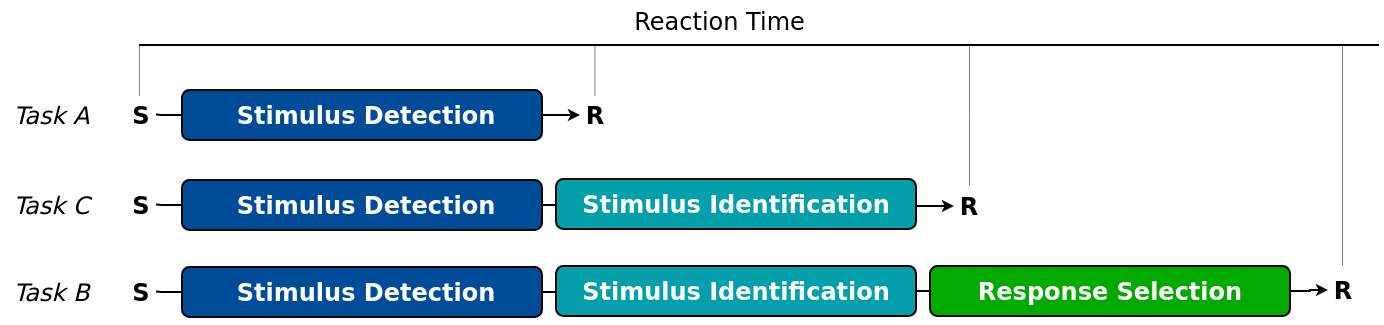 Reaction Time
Task A S Stimulus Detection R
Task C S Stimulus Detection Stimulus Identification R
Task B S Stimulus Detection Stimulus Identification Response Selection R